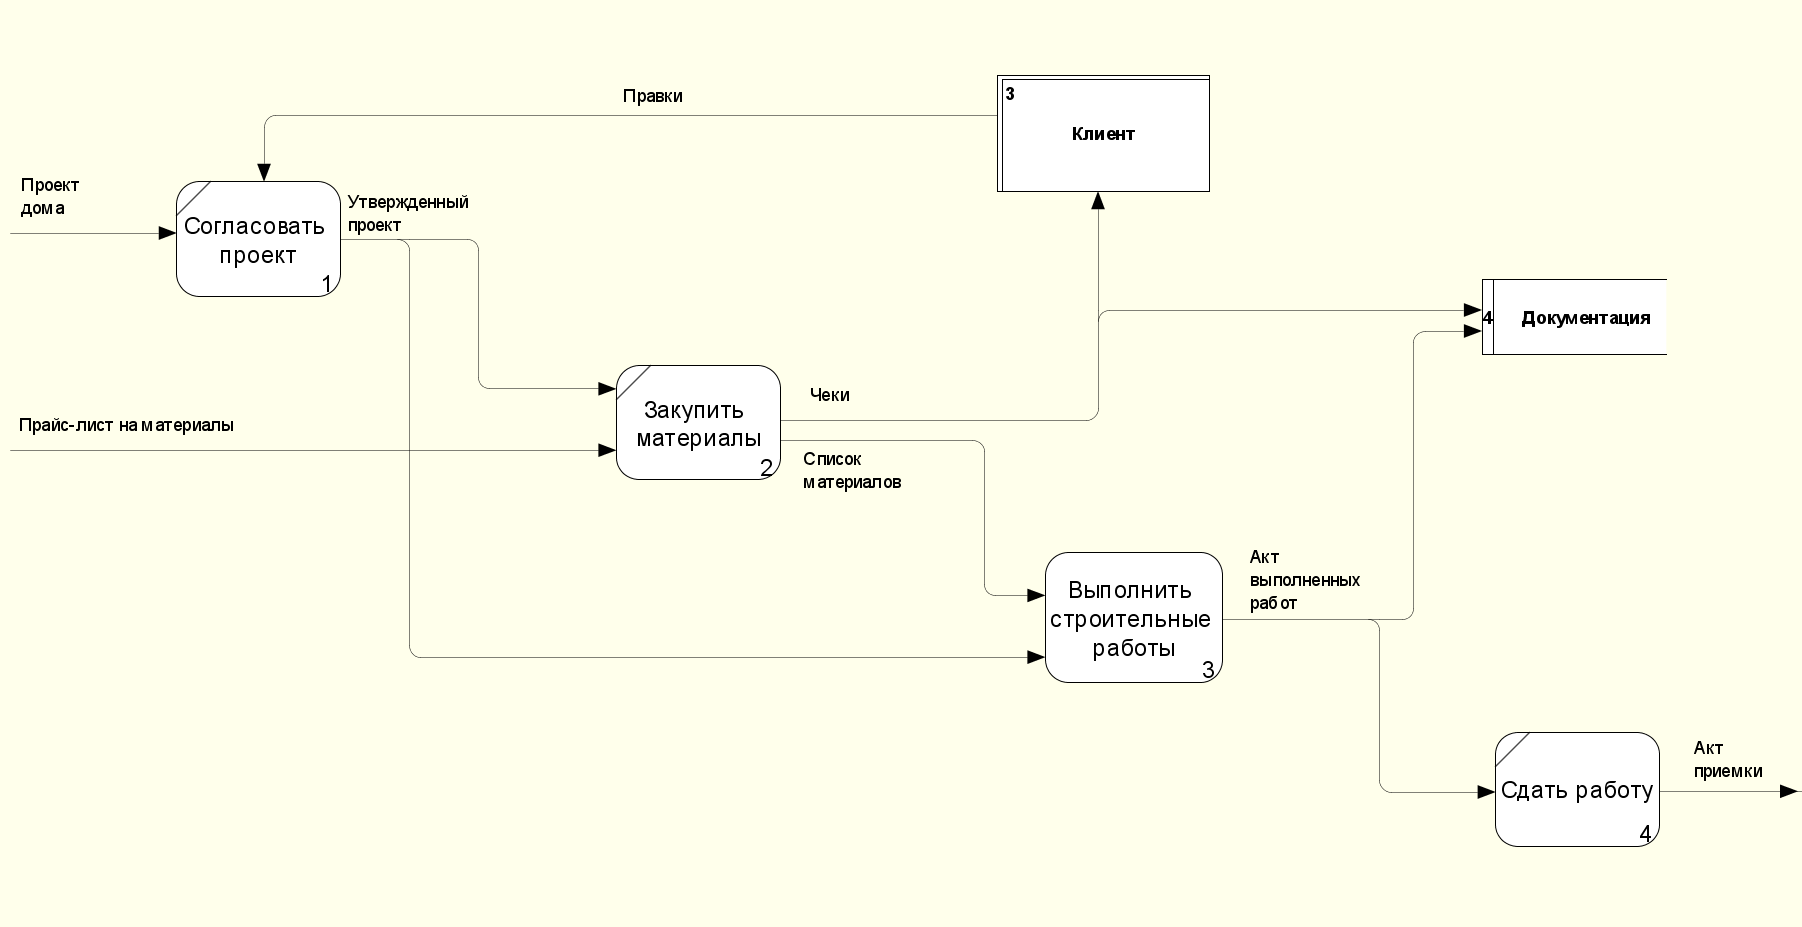 Правки
3
Клиент
Проект
дома
Согласовать
проект
1
Утвержденный
проект
4
Документация
Прайс-лист на материалы
Закупить
материалы
2
Чеки
Список
материалов
Выполнить
строительные
работы
3
Акт
выполненных
работ
Сдать работу
4
Акт
приемки